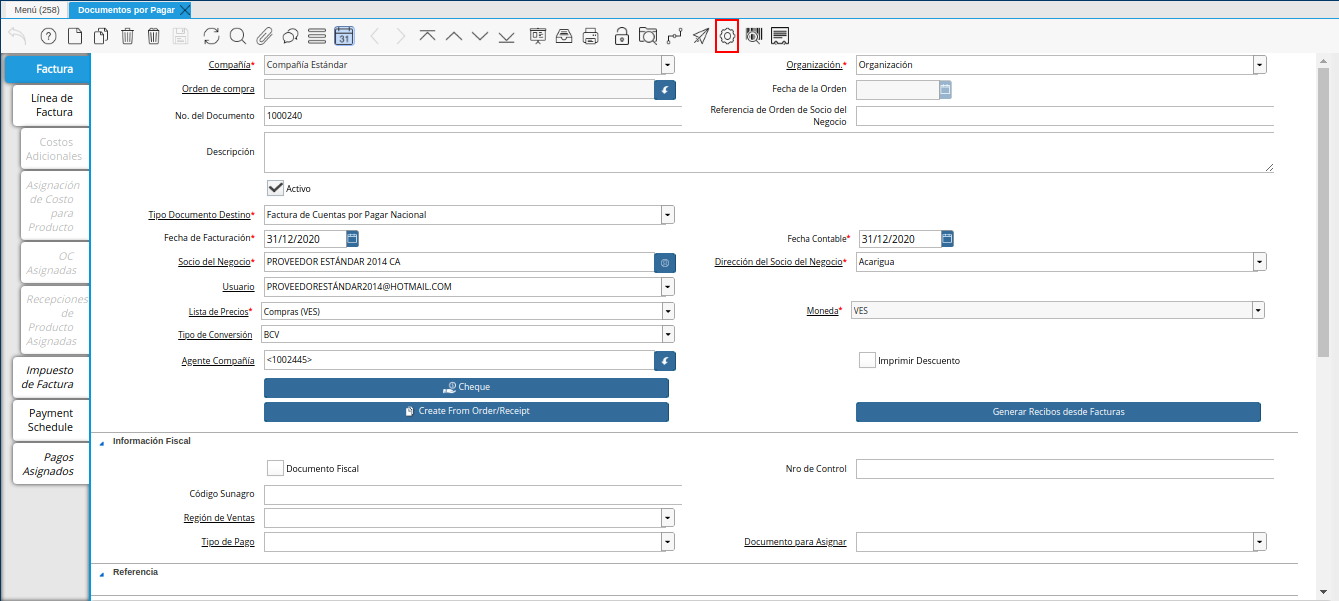 Menú (258) Documentos por Pagar
31
Factura
Línea de
Factura
Costos
Adicionales
Asignación
de Costo
para
Producto
OC
Asignadas
Recepciones
de
Producto
Asignadas
Impuesto
de Factura
Payment
Schedule
Pagos
Asignados
Compañía* Compañía Estándar Organización.* Organización
Orden de compra Fecha de la Orden
No. del Documento 1000240 Referencia de Orden de Socio del
Negocio
Descripción
Activo
Tipo Documento Destino* Factura de Cuentas por Pagar Nacional
Fecha de Facturación* 31/12/2020 Fecha Contable* 31/12/2020
Socio del Negocio* PROVEEDOR ESTÁNDAR 2014 CA Dirección del Socio del Negocio* Acarigua
Usuario PROVEEDORESTÁNDAR2014@HOTMAIL.COM
Lista de Precios* Compras (VES) Moneda* VES
Tipo de Conversión BCV
Agente Compañía <1002445> Imprimir Descuento
Cheque
Create From Order/Receipt Generar Recibos desde Facturas
Información Fiscal
Documento Fiscal Nro de Control
Código Sunagro
Región de Ventas
Tipo de Pago Documento para Asignar
Referencia